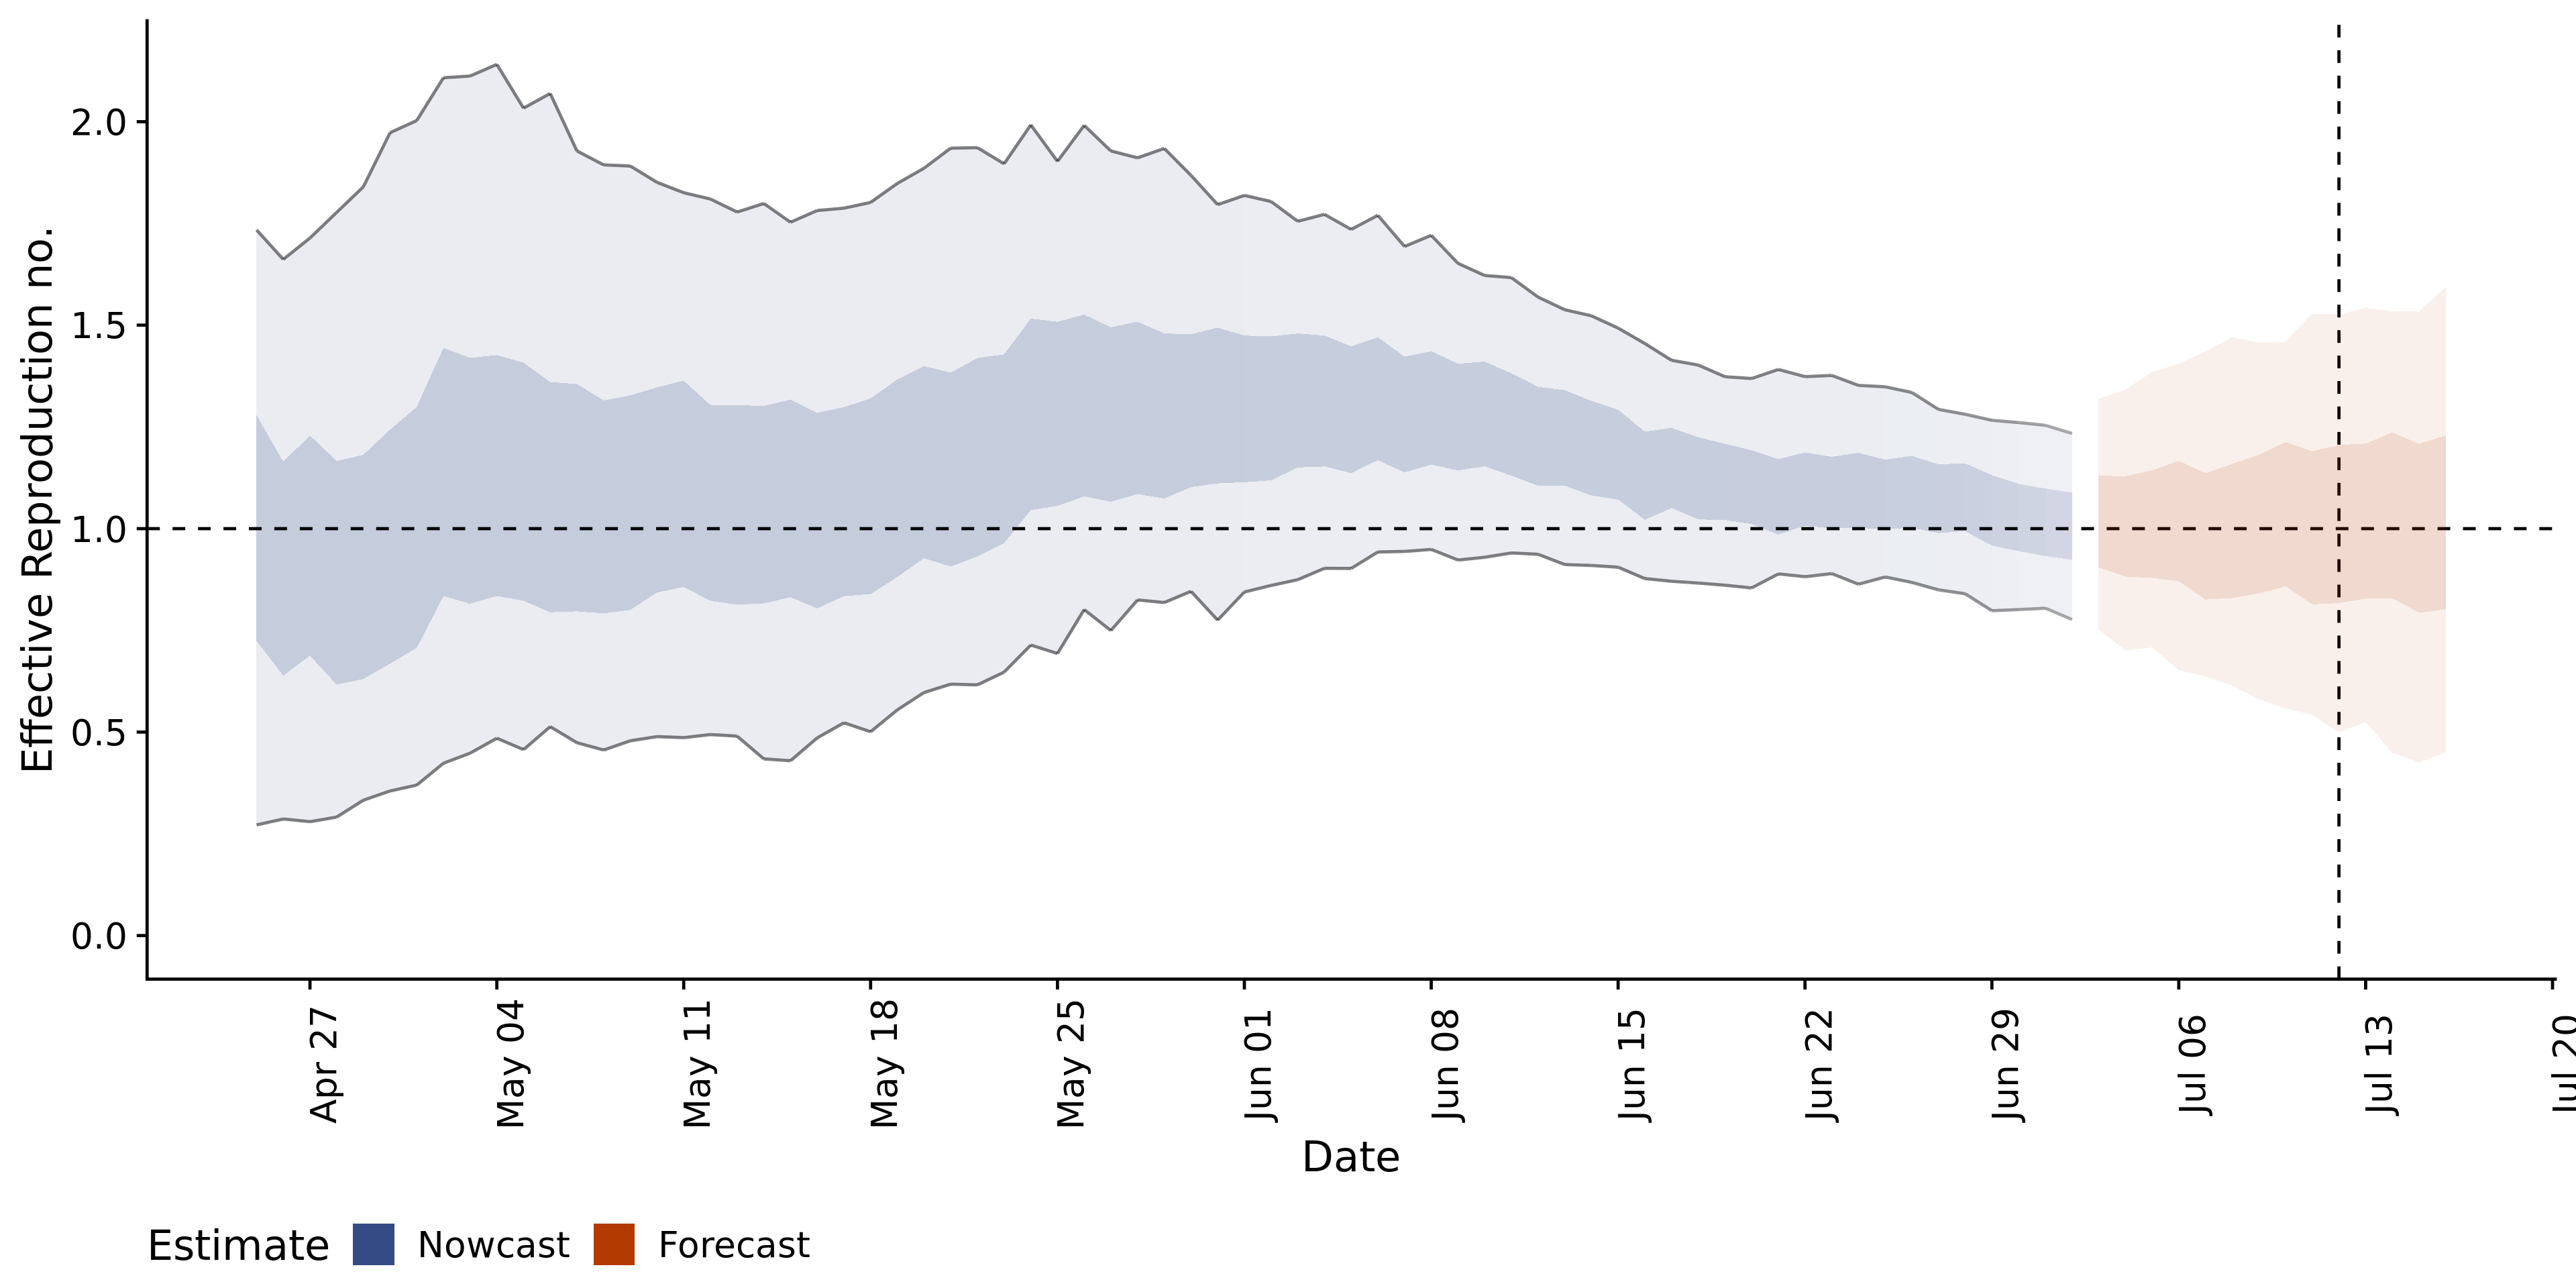 Effective Reproduction no.
2.0
1.5
1.0
0.5
0.0
Apr 27
May 04
May 11
May 18
May 25
Jun 01
Jun 08
Jun 15
Jun 22
Jun 29
Jul 06
Jul 13
Jul 20
Date
Estimate Nowcast Forecast